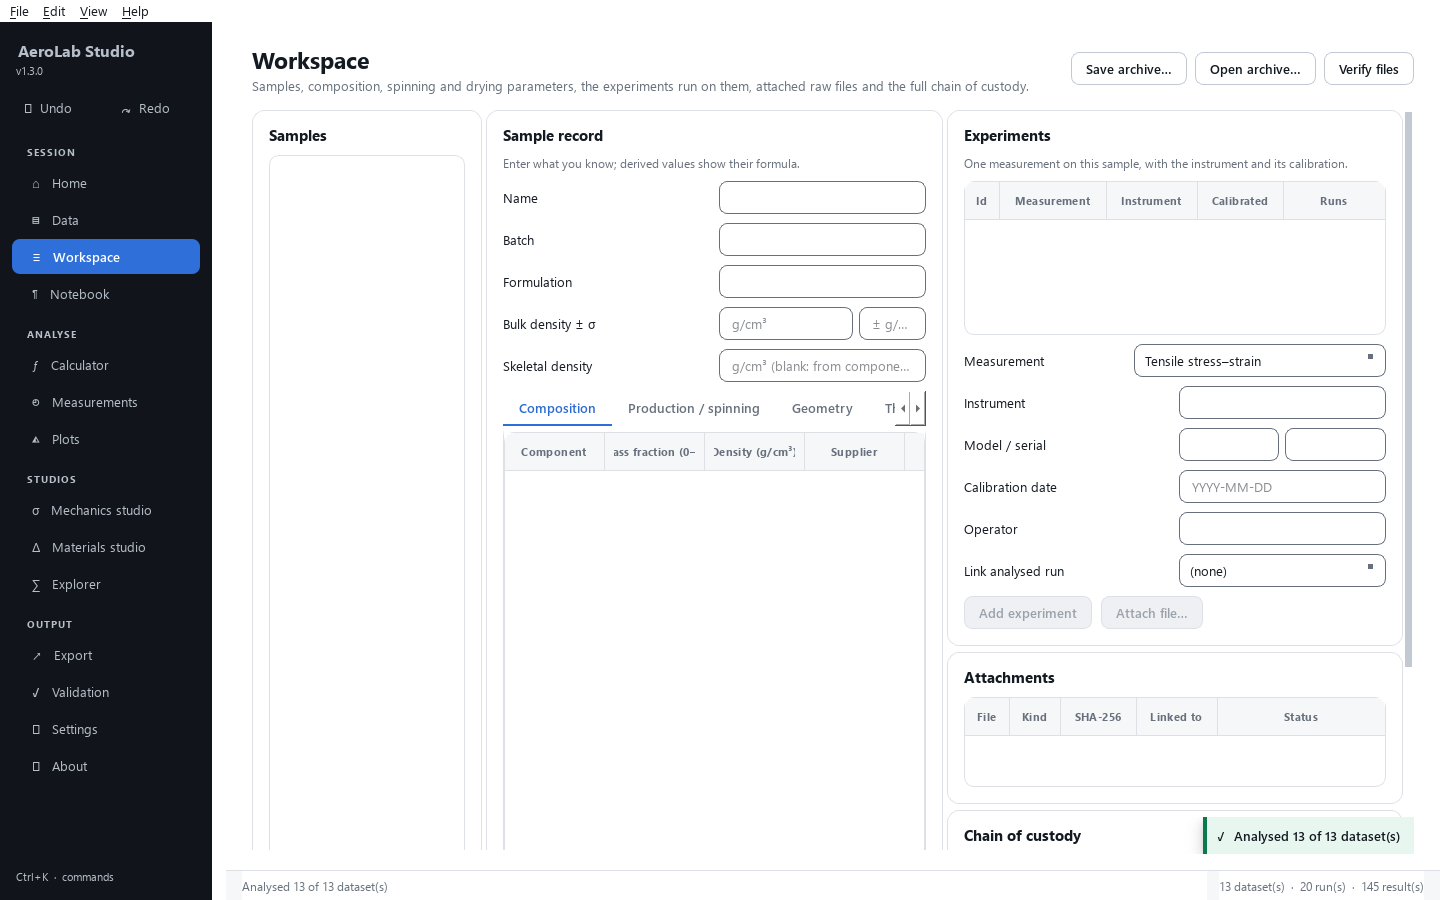 File Edit View Help
AeroLab Studio
v1.3.0
Undo Redo
SESSION
Home
Data
Workspace
Notebook
ANALYSE
Calculator
Measurements
Plots
STUDIOS
σ Mechanics studio
Δ Materials studio
∑ Explorer
OUTPUT
Export
Validation
Settings
About
Ctrl+K · commands
Workspace
Samples, composition, spinning and drying parameters, the experiments run on them, attached raw files and the full chain of custody.
Save archive... Open archive... Verify files
Samples
Sample record
Enter what you know; derived values show their formula.
Name
Batch
Formulation
Bulk density ± σ g/cm³ ± g/...
Skeletal density g/cm³ (blank: from compone...
Composition Production / spinning Geometry
Component ass fraction (0– Density (g/cm³) Supplier
Experiments
One measurement on this sample, with the instrument and its calibration.
Id Measurement Instrument Calibrated Runs
Measurement Tensile stress–strain
Instrument
Model / serial
Calibration date YYYY-MM-DD
Operator
Link analysed run (none)
Add experiment Attach file...
Attachments
File Kind SHA-256 Linked to Status
Chain of custody
✓ Analysed 13 of 13 dataset(s)
Analysed 13 of 13 dataset(s)
13 dataset(s) · 20 run(s) · 145 result(s)